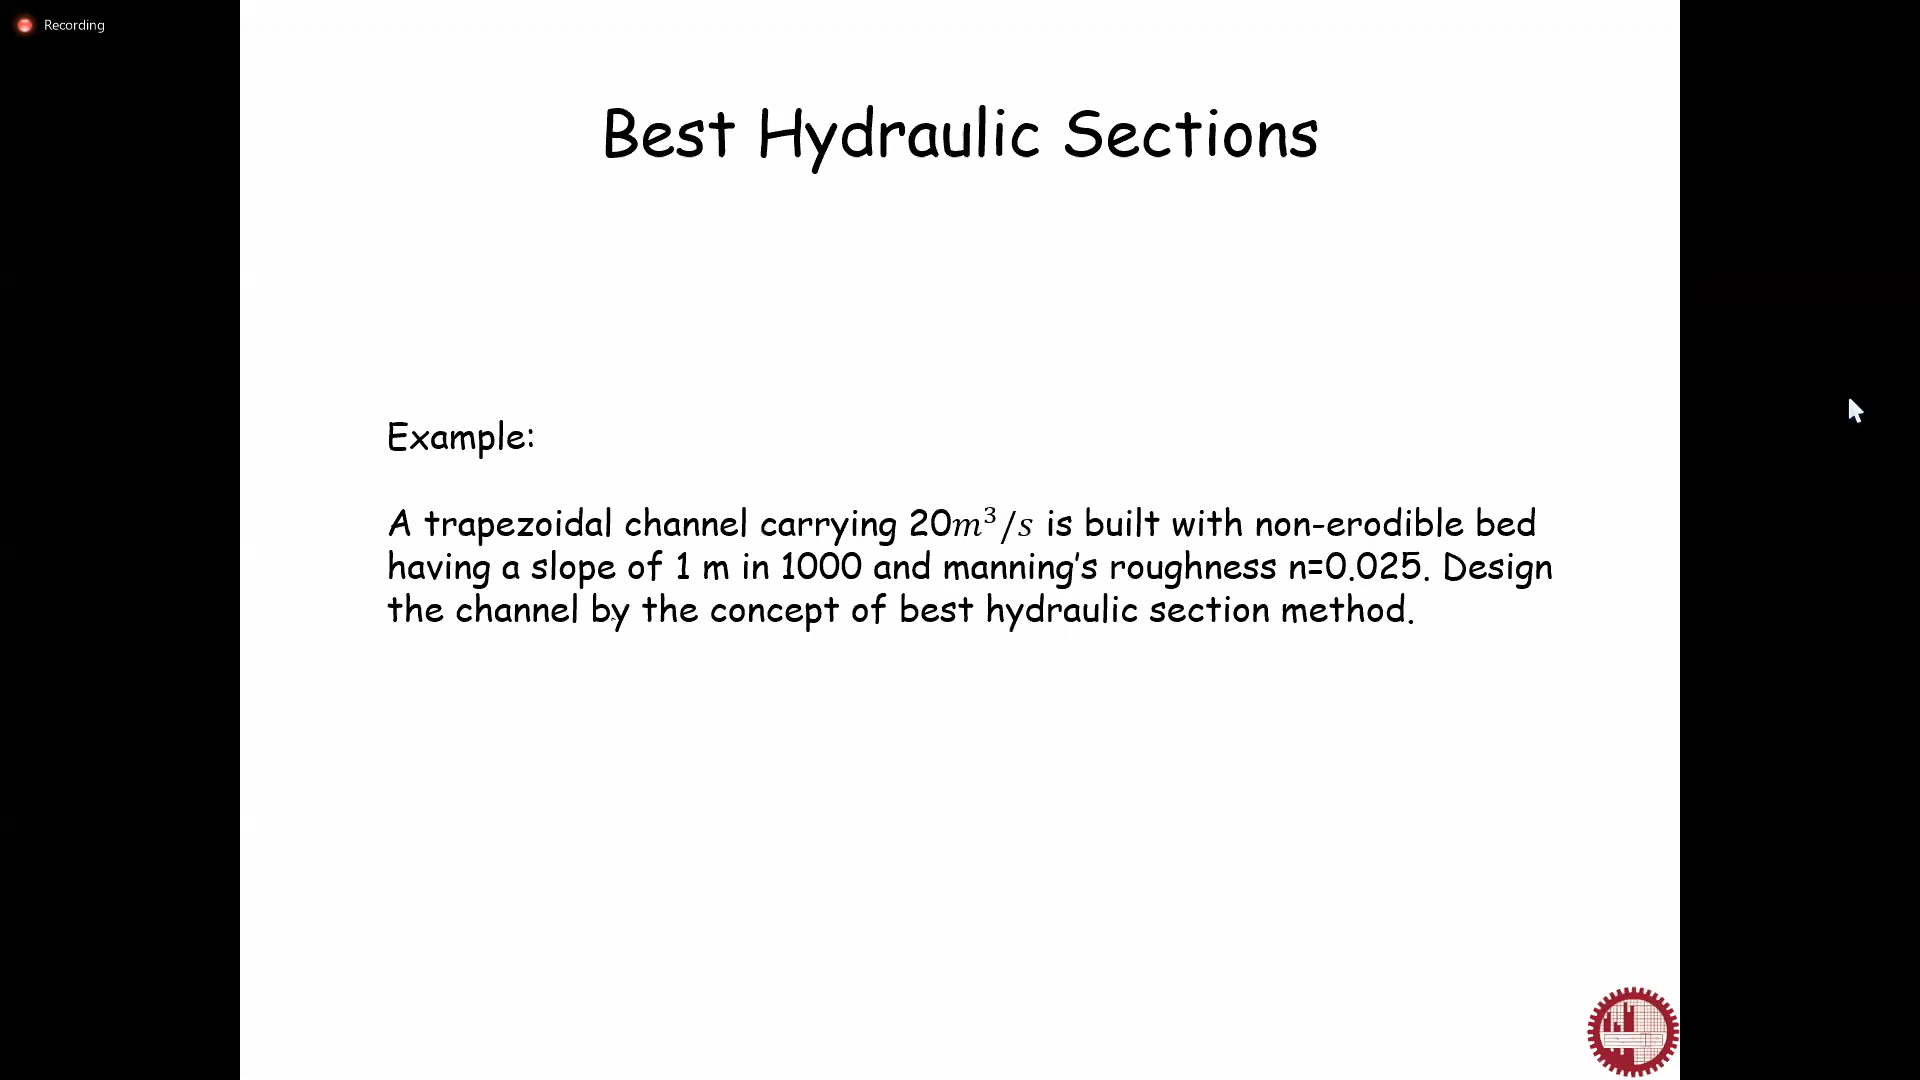 Recording
Best Hydraulic Sections
Example:
A trapezoidal channel carrying 20m³/s is built with non-erodible bed
having a slope of 1 m in 1000 and manning's roughness n=0.025. Design
the channel by the concept of best hydraulic section method.